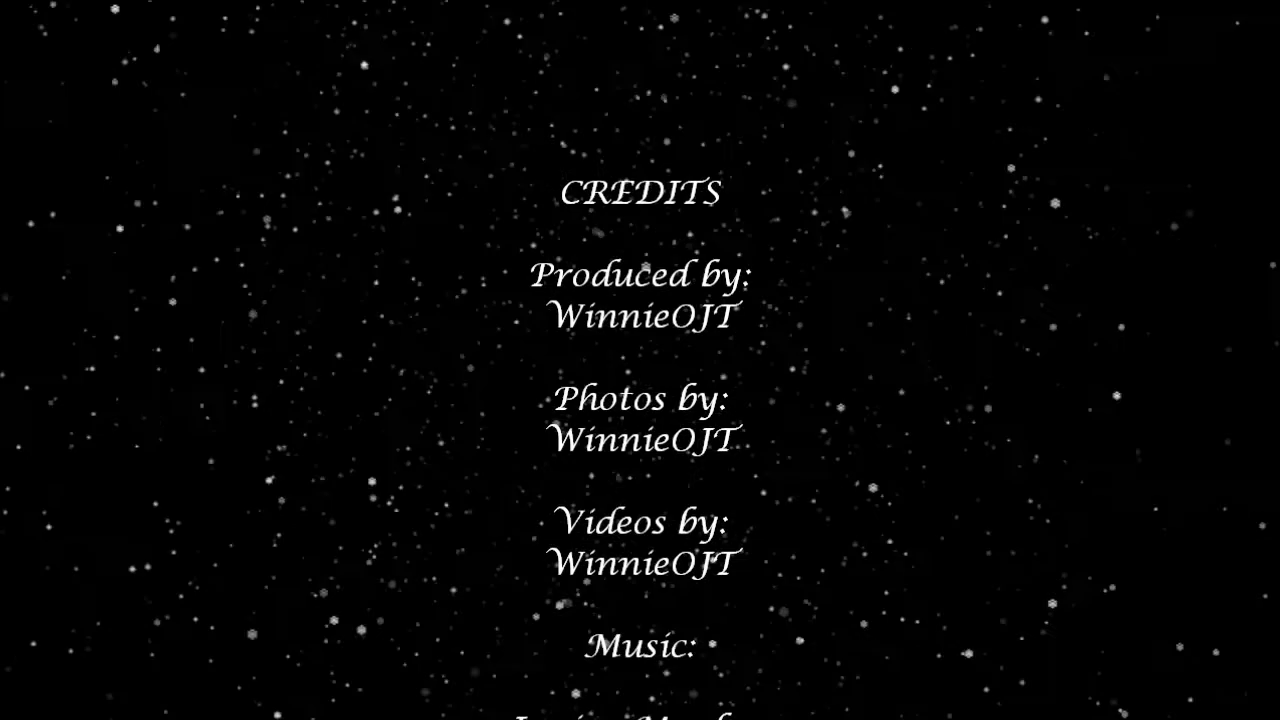 CREDITS
Produced by:
WinnieOJT
Photos by:
WinnieOJT
Videos by:
WinnieOJT
Music: